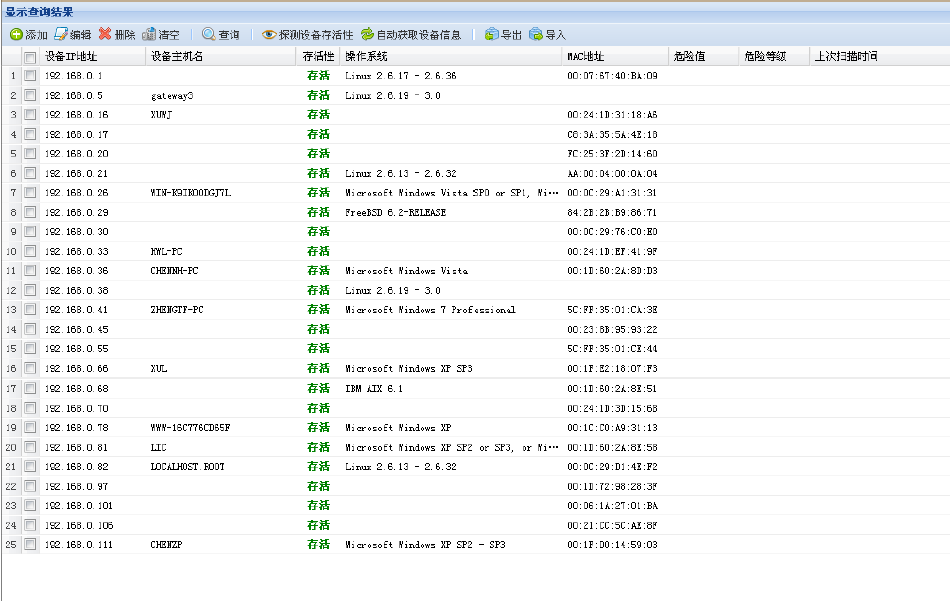 显示查询结果
添加 编辑 删除 清空 查询 探测设备存活性 自动获取设备信息 导出 导入
设备IP地址 设备主机名 存活性 操作系统 MAC地址 危险值 危险等级 上次扫描时间
1 192.168.0.1 存活 Linux 2.6.17 - 2.6.36 00:07:67:40:BA:09
2 192.168.0.5 gateway3 存活 Linux 2.6.19 - 3.0
3 192.168.0.16 XUWJ 存活 00:24:1D:31:18:A6
4 192.168.0.17 存活 C6:3A:35:5A:4E:18
5 192.168.0.20 存活 FC:25:3F:2D:14:60
6 192.168.0.21 存活 Linux 2.6.13 - 2.6.32 AA:00:04:00:0A:04
7 192.168.0.26 WIN-K9IKOODGJ7L 存活 Microsoft Windows Vista SP0 or SP1, Wi··· 00:0C:29:A1:31:31
8 192.168.0.29 存活 FreeBSD 6.2-RELEASE 84:2B:2B:B9:86:71
9 192.168.0.30 存活 00:0C:29:76:C0:E0
10 192.168.0.33 HWL-PC 存活 00:24:1D:EF:41:9F
11 192.168.0.36 CHENNH-PC 存活 Microsoft Windows Vista 00:1D:60:2A:8D:D3
12 192.168.0.38 存活 Linux 2.6.19 - 3.0
13 192.168.0.41 ZHENGTF-PC 存活 Microsoft Windows 7 Professional 5C:FF:35:01:CA:3E
14 192.168.0.45 存活 00:23:8B:95:93:22
15 192.168.0.55 存活 5C:FF:35:01:CE:44
16 192.168.0.66 XUL 存活 Microsoft Windows XP SP3 00:1F:E2:18:07:F3
17 192.168.0.68 存活 IBM AIX 6.1 00:1D:60:2A:8E:51
18 192.168.0.70 存活 00:24:1D:3D:15:68
19 192.168.0.78 WWW-16C776CD65F 存活 Microsoft Windows XP 00:1C:C0:A9:31:13
20 192.168.0.81 LIC 存活 Microsoft Windows XP SP2 or SP3, or Wi··· 00:1D:60:2A:8E:58
21 192.168.0.82 LOCALHOST.ROOT 存活 Linux 2.6.13 - 2.6.32 00:0C:29:D1:4E:F2
22 192.168.0.97 存活 00:1D:72:98:28:3F
23 192.168.0.101 存活 00:06:1A:27:01:BA
24 192.168.0.106 存活 00:21:CC:5C:AE:8F
25 192.168.0.111 CHENZP 存活 Microsoft Windows XP SP2 - SP3 00:1F:D0:14:59:03